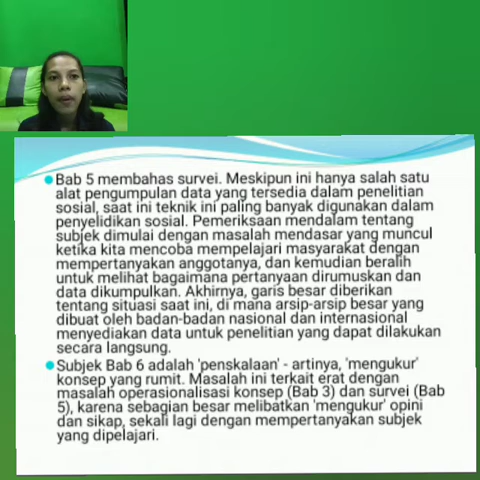 Bab 5 membahas survei. Meskipun ini hanya salah satu
alat pengumpulan data yang tersedia dalam penelitian
sosial, saat ini teknik ini paling banyak digunakan dalam
penyelidikan sosial. Pemeriksaan mendalam tentang
subjek dimulai dengan masalah mendasar yang muncul
ketika kita mencoba mempelajari masyarakat dengan
mempertanyakan anggotanya, dan kemudian beralih
untuk melihat bagaimana pertanyaan dirumuskan dan
data dikumpulkan. Akhirnya, garis besar diberikan
tentang situasi saat ini, di mana arsip-arsip besar yang
dibuat oleh badan-badan nasional dan internasional
menyediakan data untuk penelitian yang dapat dilakukan
secara langsung.
Subjek Bab 6 adalah 'penskalaan' - artinya, 'mengukur'
konsep yang rumit. Masalah ini terkait erat dengan
masalah operasionalisasi konsep (Bab 3) dan survei (Bab
5), karena sebagian besar melibatkan 'mengukur' opini
dan sikap, sekali lagi dengan mempertanyakan subjek
yang dipelajari.